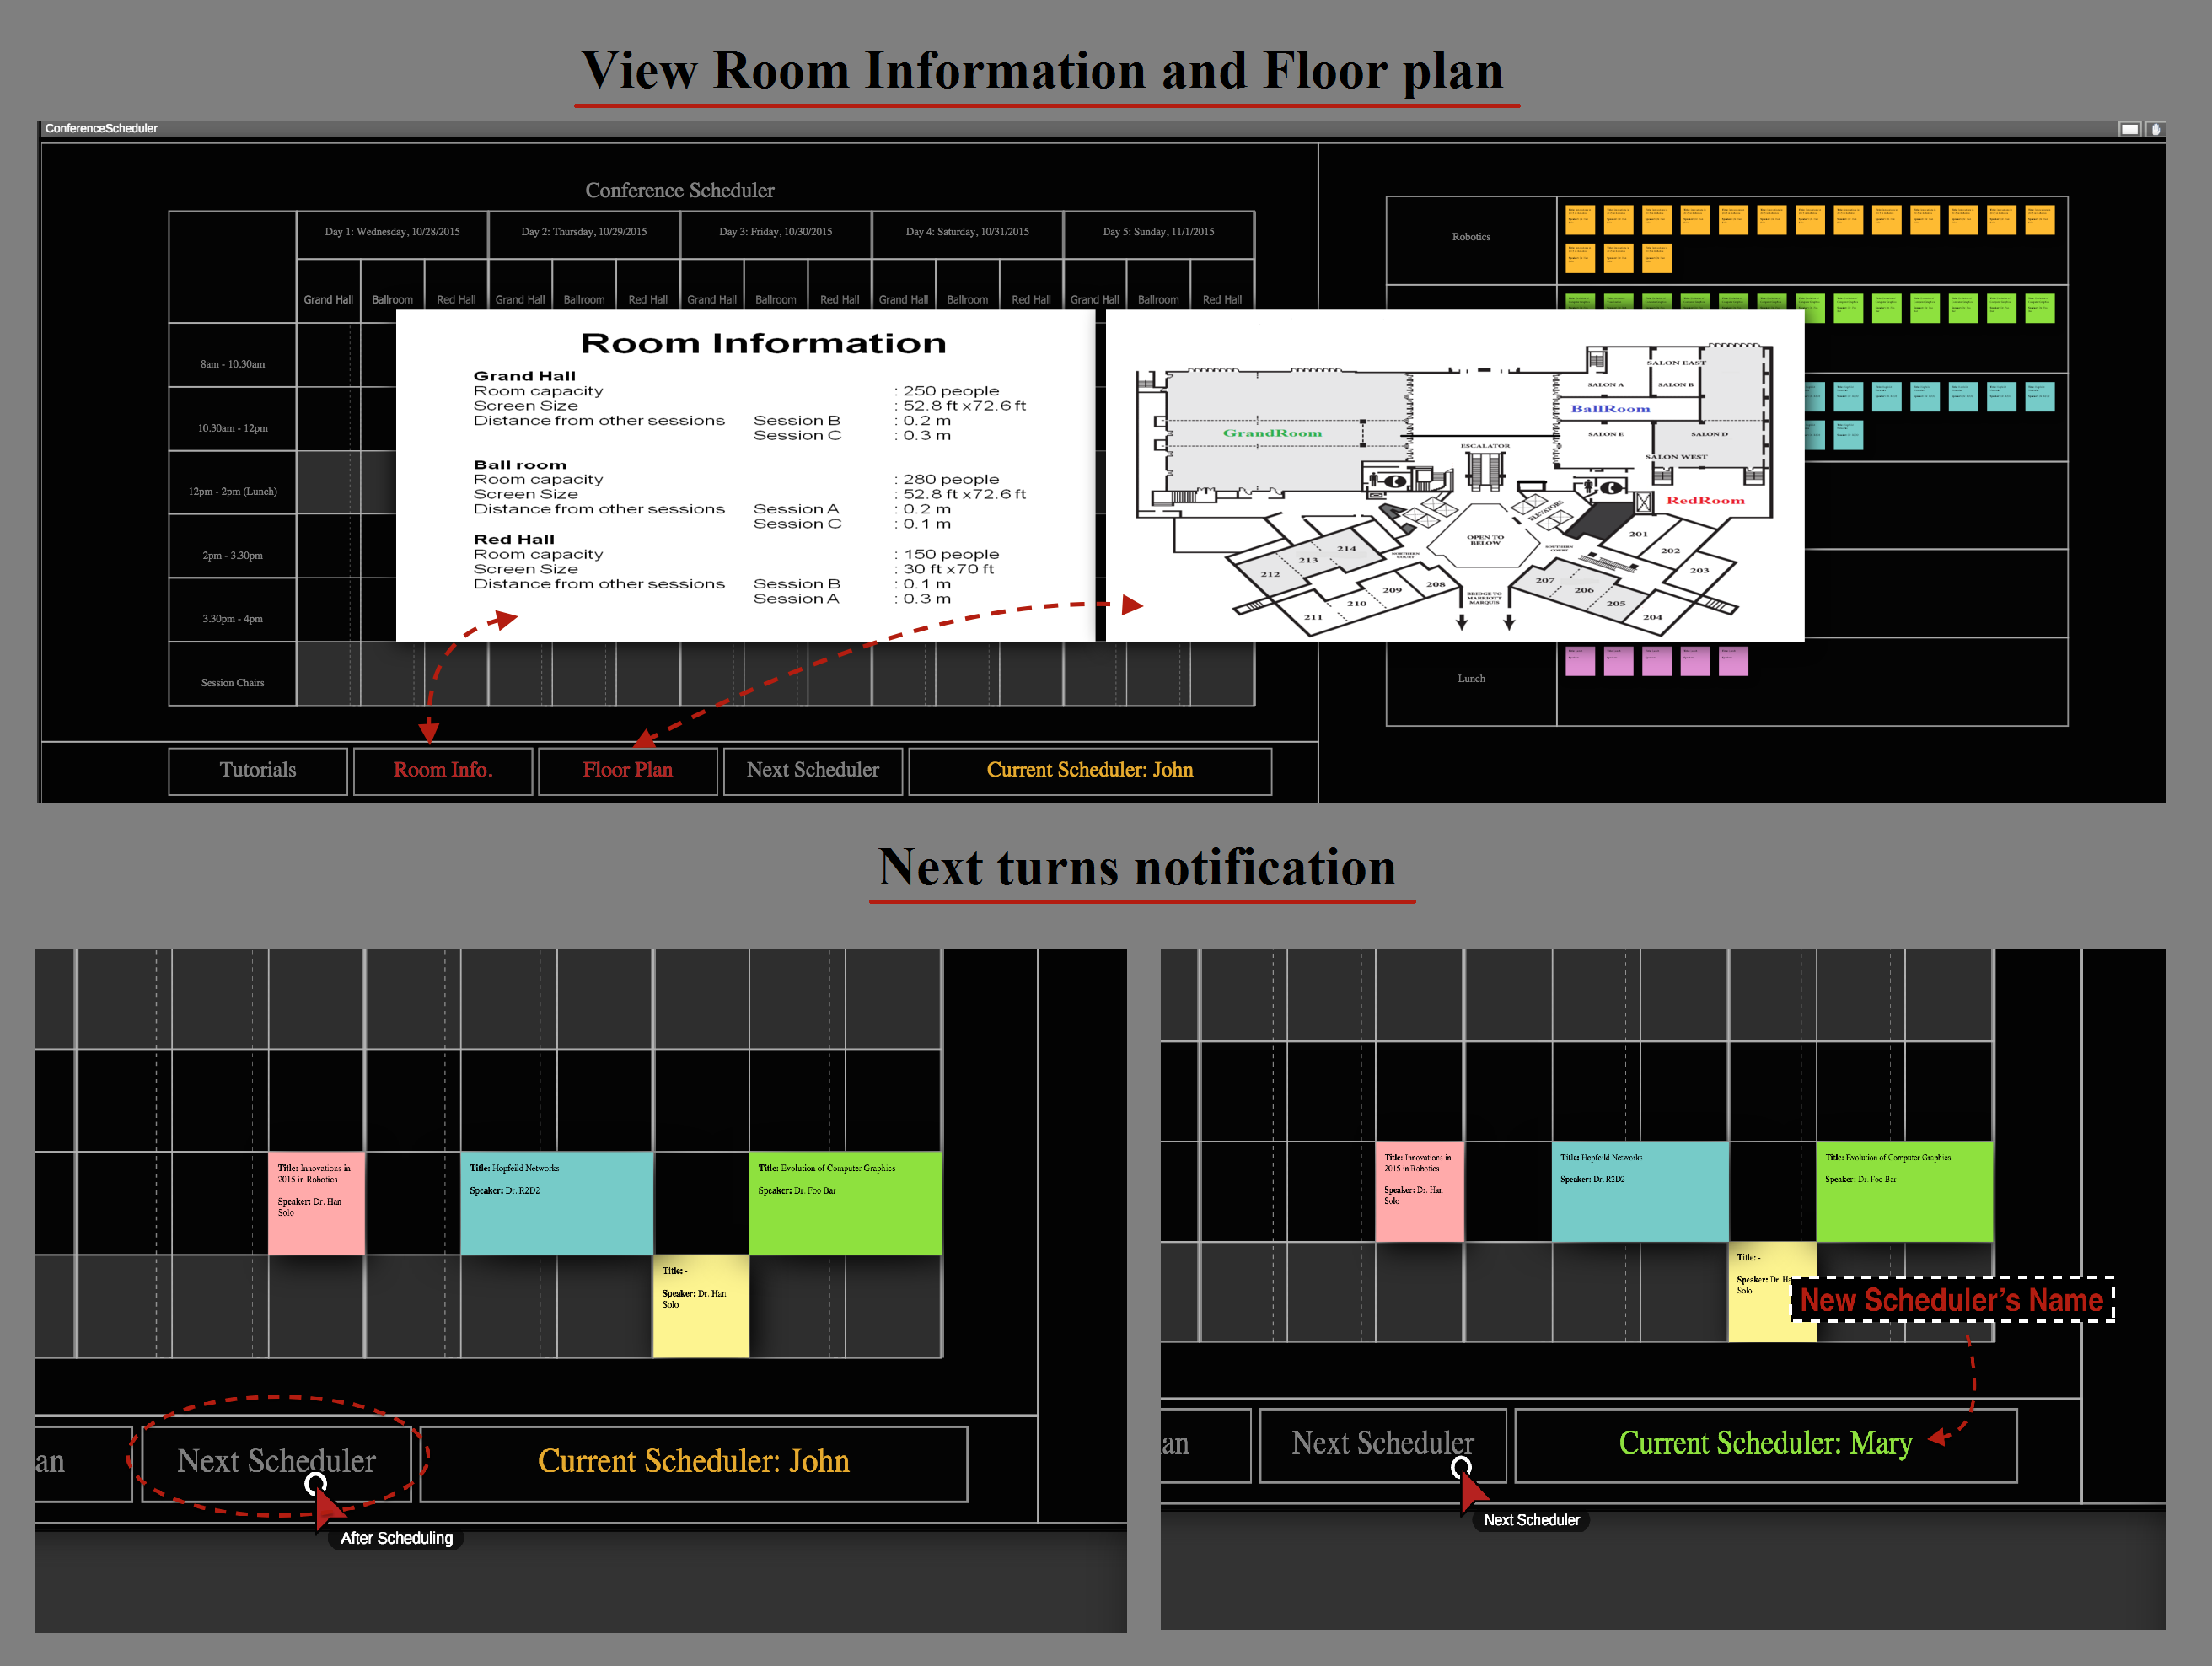 View Room Information and Floor plan
ConferenceScheduler
Conference Scheduler
Day 1: Wednesday, 10/28/2015
Day 2: Thursday, 10/29/2015
Day 3: Friday, 10/30/2015
Day 4: Saturday, 10/31/2015
Day 5: Sunday, 11/1/2015
Grand Hall Ballroom Red Hall Grand Hall Ballroom Red Hall Grand Hall Ballroom Red Hall Grand Hall Ballroom Red Hall Grand Hall Ballroom Red Hall
8am - 10.30am
10.30am - 12pm
12pm - 2pm (Lunch)
2pm - 3.30pm
3.30pm - 4pm
Session Chairs
Robotics
Lunch
Room Information
Grand Hall
Room capacity : 250 people
Screen Size : 52.8 ft x72.6 ft
Distance from other sessions Session B : 0.2 m
Session C : 0.3 m
Ball room
Room capacity : 280 people
Screen Size : 52.8 ft x72.6 ft
Distance from other sessions Session A : 0.2 m
Session C : 0.1 m
Red Hall
Room capacity : 150 people
Screen Size : 30 ft x70 ft
Distance from other sessions Session B : 0.1 m
Session A : 0.3 m
SALON EAST
SALON A
SALON B
BallRoom
GrandRoom
SALON E
SALON D
ESCALATOR
SALON WEST
RedRoom
ELEVATORS
OPEN TO
BELOW
NORTHERN
COURT
SOUTHERN
COURT
201
202
203
204
205
206
207
208
209
210
211
212
213
214
BRIDGE TO
MARRIOTT
MARQUIS
Tutorials
Room Info.
Floor Plan
Next Scheduler
Current Scheduler: John
Next turns notification
Title: Innovations in
2015 in Robotics
Speaker: Dr. Han
Solo
Title: Hopfeild Networks
Speaker: Dr. R2D2
Title: Evolution of Computer Graphics
Speaker: Dr. Foo Bar
Title: -
Speaker: Dr. Han
Solo
an
Next Scheduler
Current Scheduler: John
After Scheduling
Title: Innovations in
2015 in Robotics
Speaker: Dr. Han
Solo
Title: Hopfeild Networks
Speaker: Dr. R2D2
Title: Evolution of Computer Graphics
Speaker: Dr. Foo Bar
Title: -
Speaker: Dr. Ha
Solo
New Scheduler's Name
an
Next Scheduler
Current Scheduler: Mary
Next Scheduler